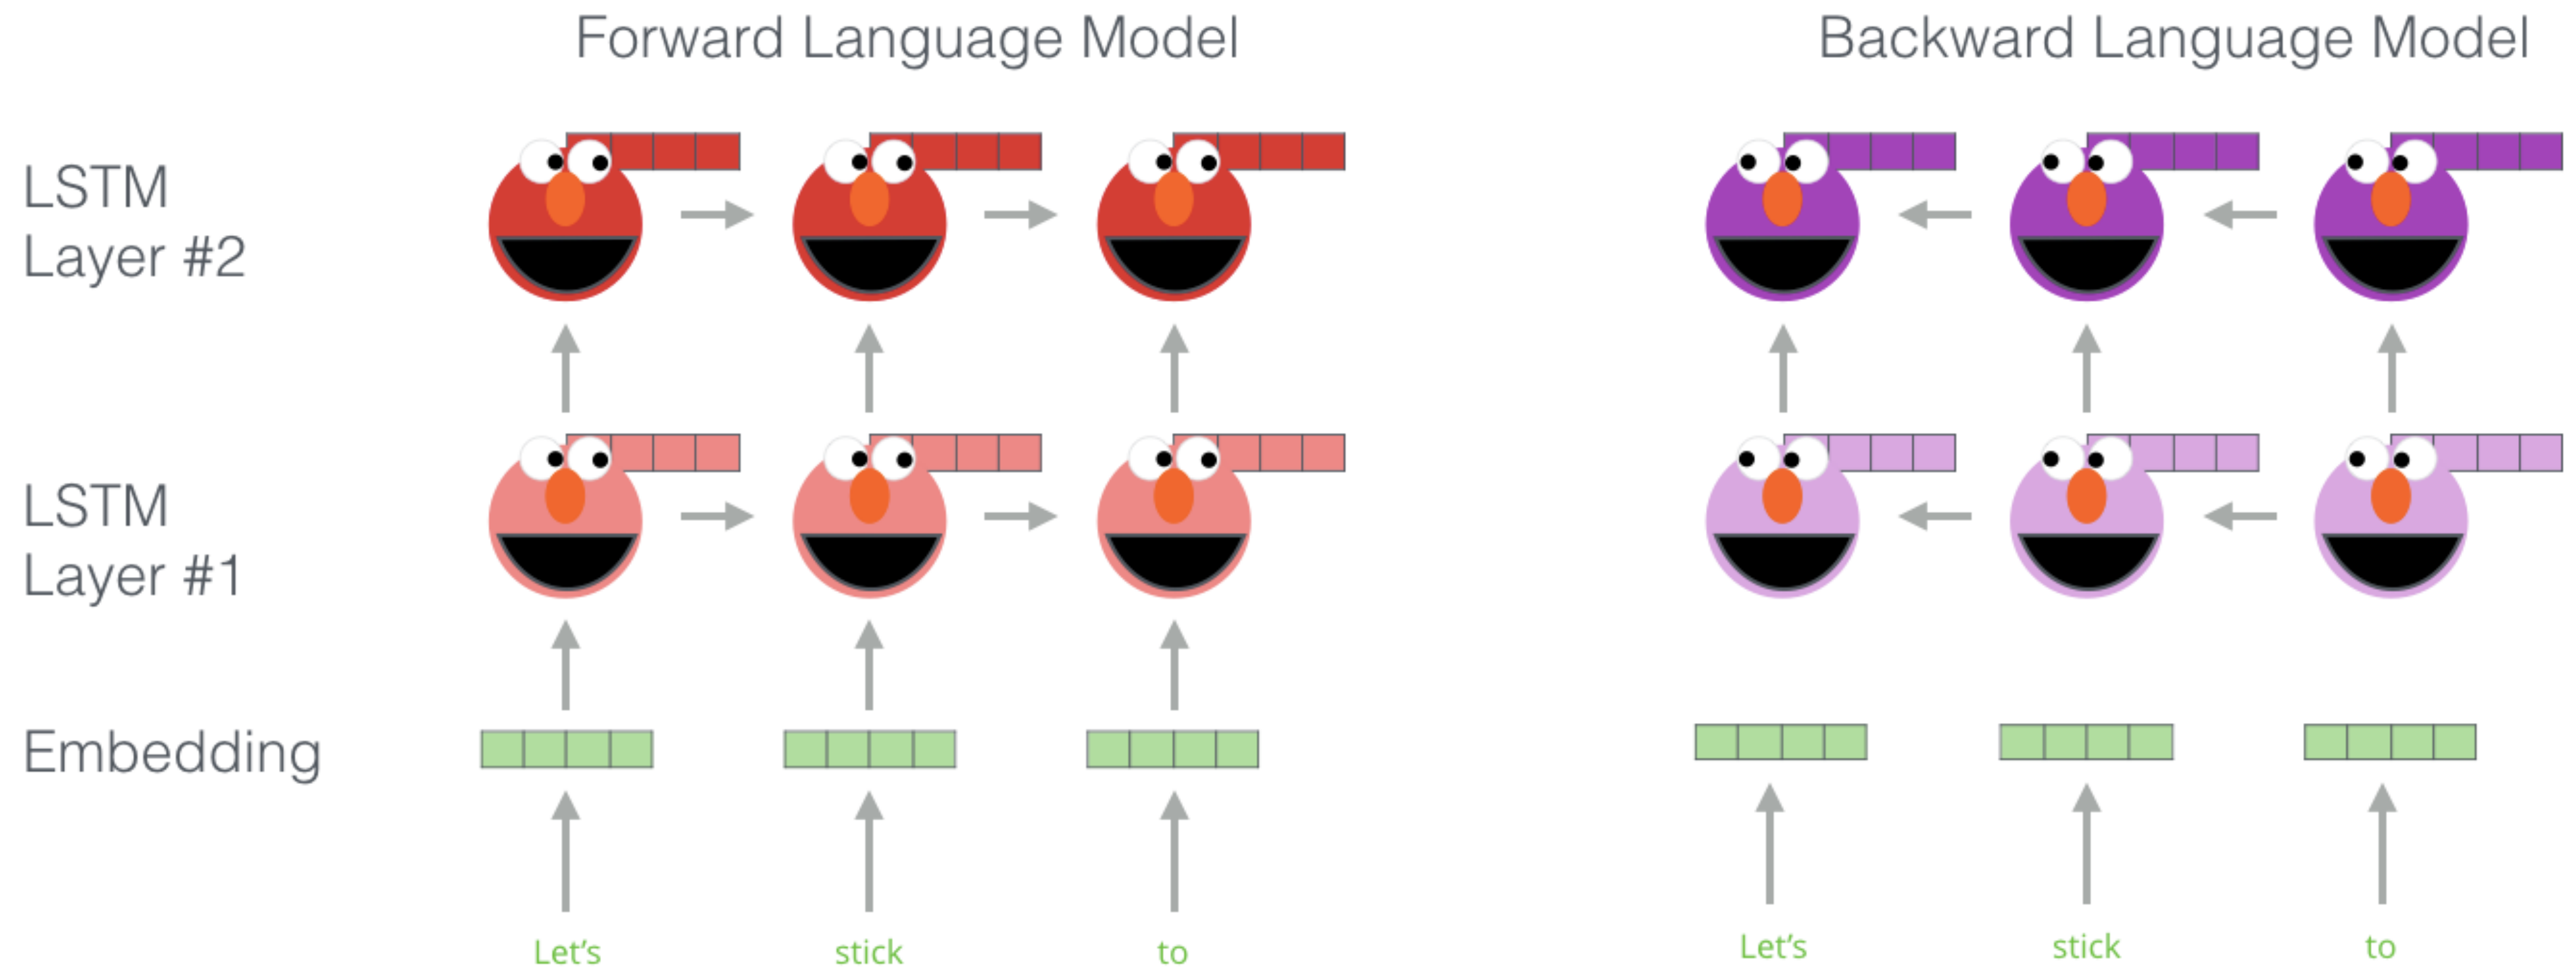 Forward Language Model
Backward Language Model
LSTM
Layer #2
LSTM
Layer #1
Embedding
Let's
stick
to
Let's
stick
to